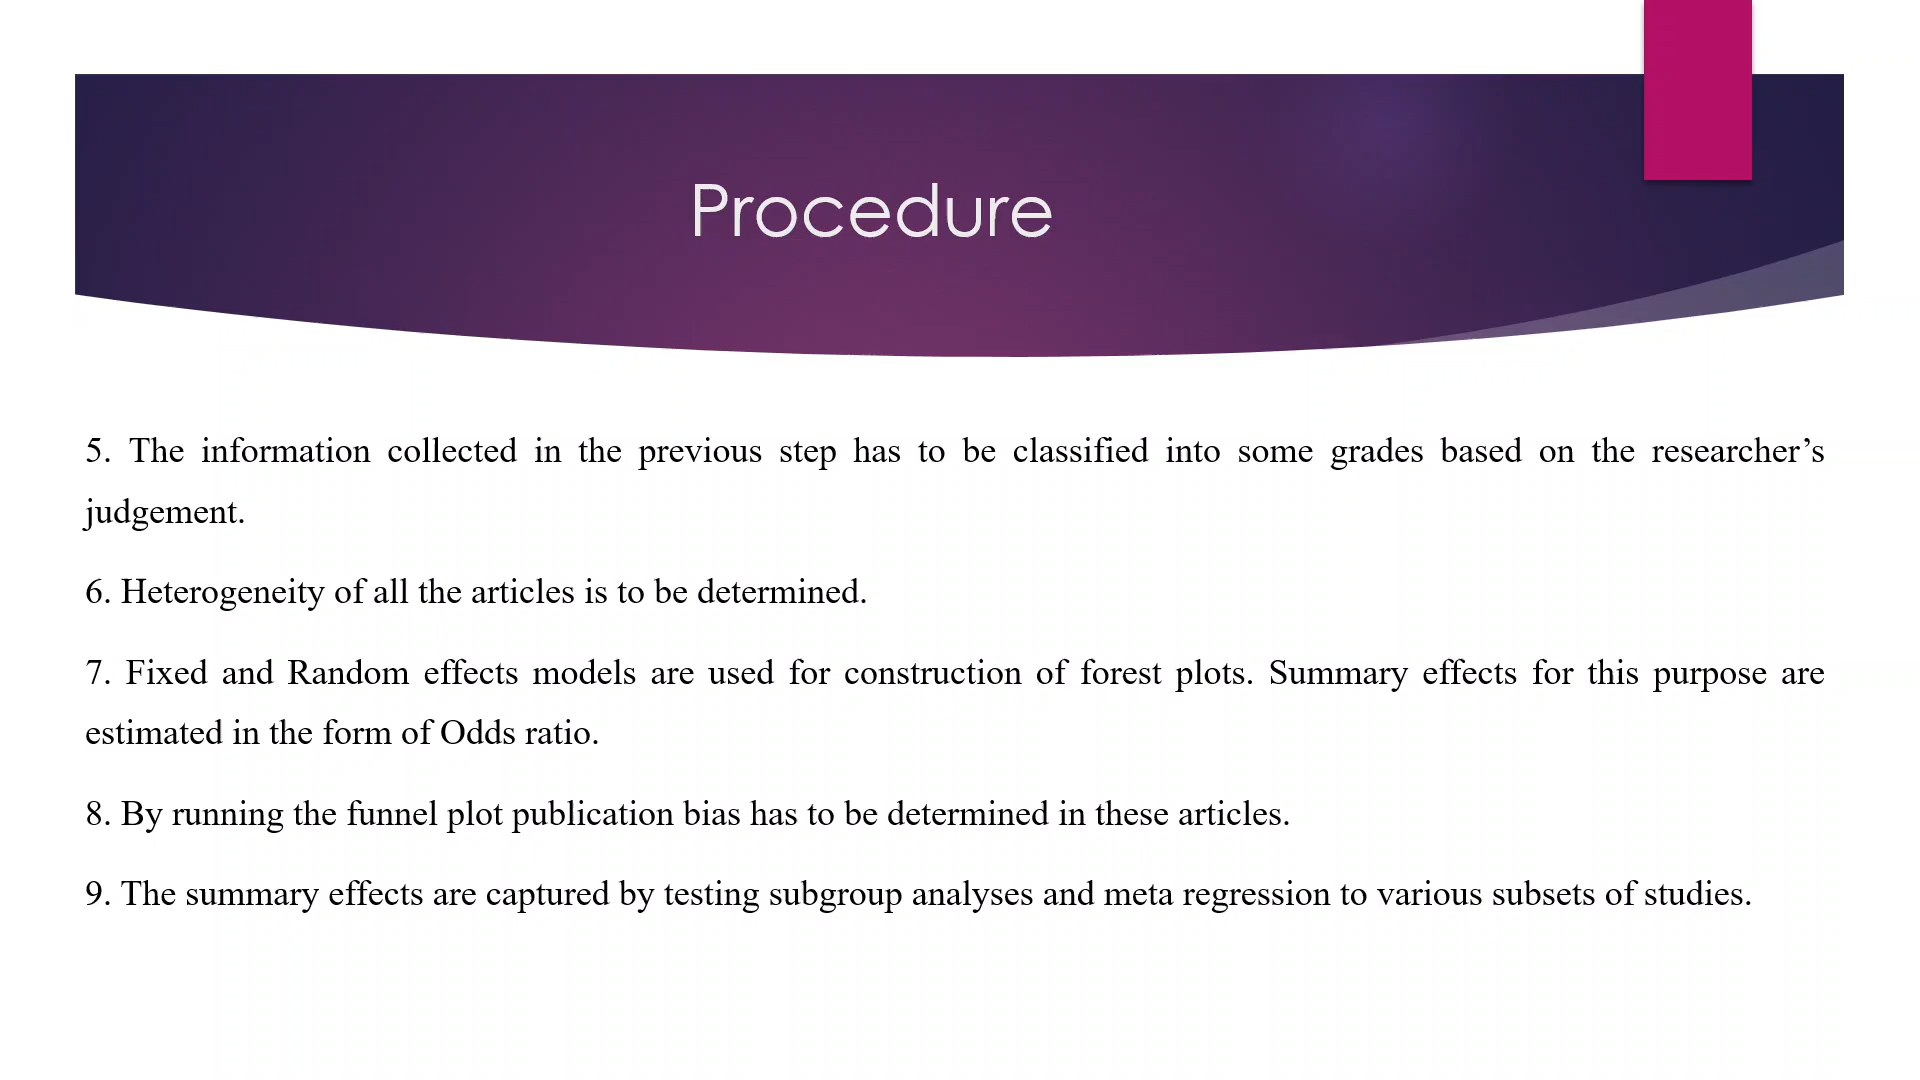 Procedure
5. The information collected in the previous step has to be classified into some grades based on the researcher’s
judgement.
6. Heterogeneity of all the articles is to be determined.
7. Fixed and Random effects models are used for construction of forest plots. Summary effects for this purpose are
estimated in the form of Odds ratio.
8. By running the funnel plot publication bias has to be determined in these articles.
9. The summary effects are captured by testing subgroup analyses and meta regression to various subsets of studies.